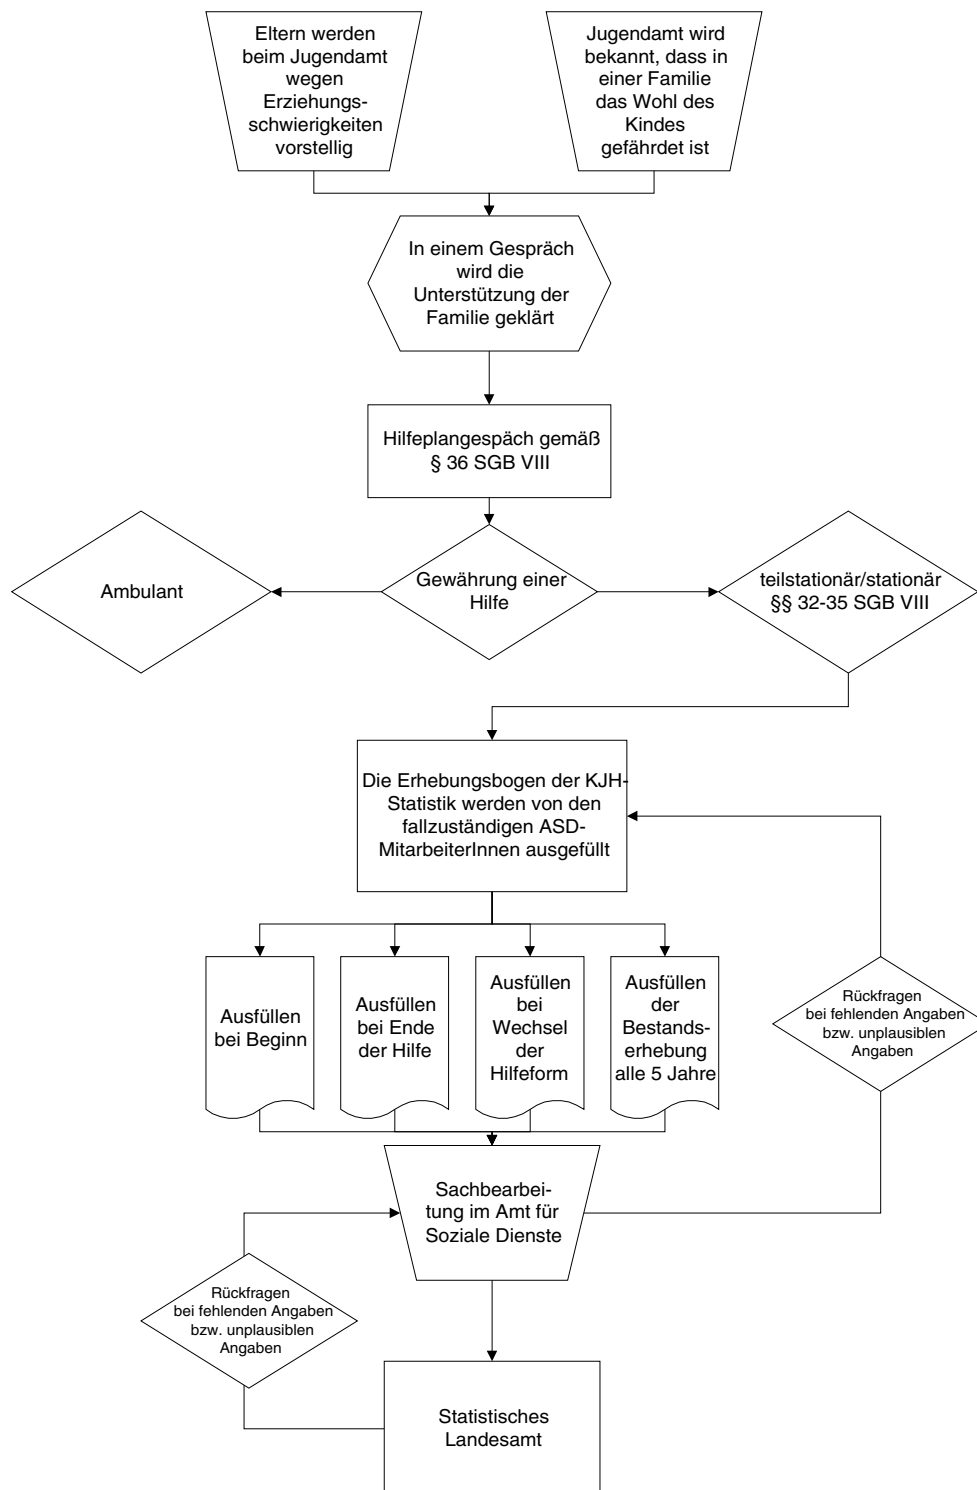 Eltern werden
beim Jugendamt
wegen
Erziehungs-
schwierigkeiten
vorstellig
Jugendamt wird
bekannt, dass in
einer Familie
das Wohl des
Kindes
gefährdet ist
In einem Gespräch
wird die
Unterstützung der
Familie geklärt
Hilfeplangespäch gemäß
§ 36 SGB VIII
Ambulant
Gewährung einer
Hilfe
teilstationär/stationär
§§ 32-35 SGB VIII
Die Erhebungsbogen der KJH-
Statistik werden von den
fallzuständigen ASD-
MitarbeiterInnen ausgefüllt
Ausfüllen
bei Beginn
Ausfüllen
bei Ende
der Hilfe
Ausfüllen
bei
Wechsel
der
Hilfeform
Ausfüllen
der
Bestands-
erhebung
alle 5 Jahre
Rückfragen
bei fehlenden Angaben
bzw. unplausiblen
Angaben
Sachbearbei-
tung im Amt für
Soziale Dienste
Rückfragen
bei fehlenden Angaben
bzw. unplausiblen
Angaben
Statistisches
Landesamt